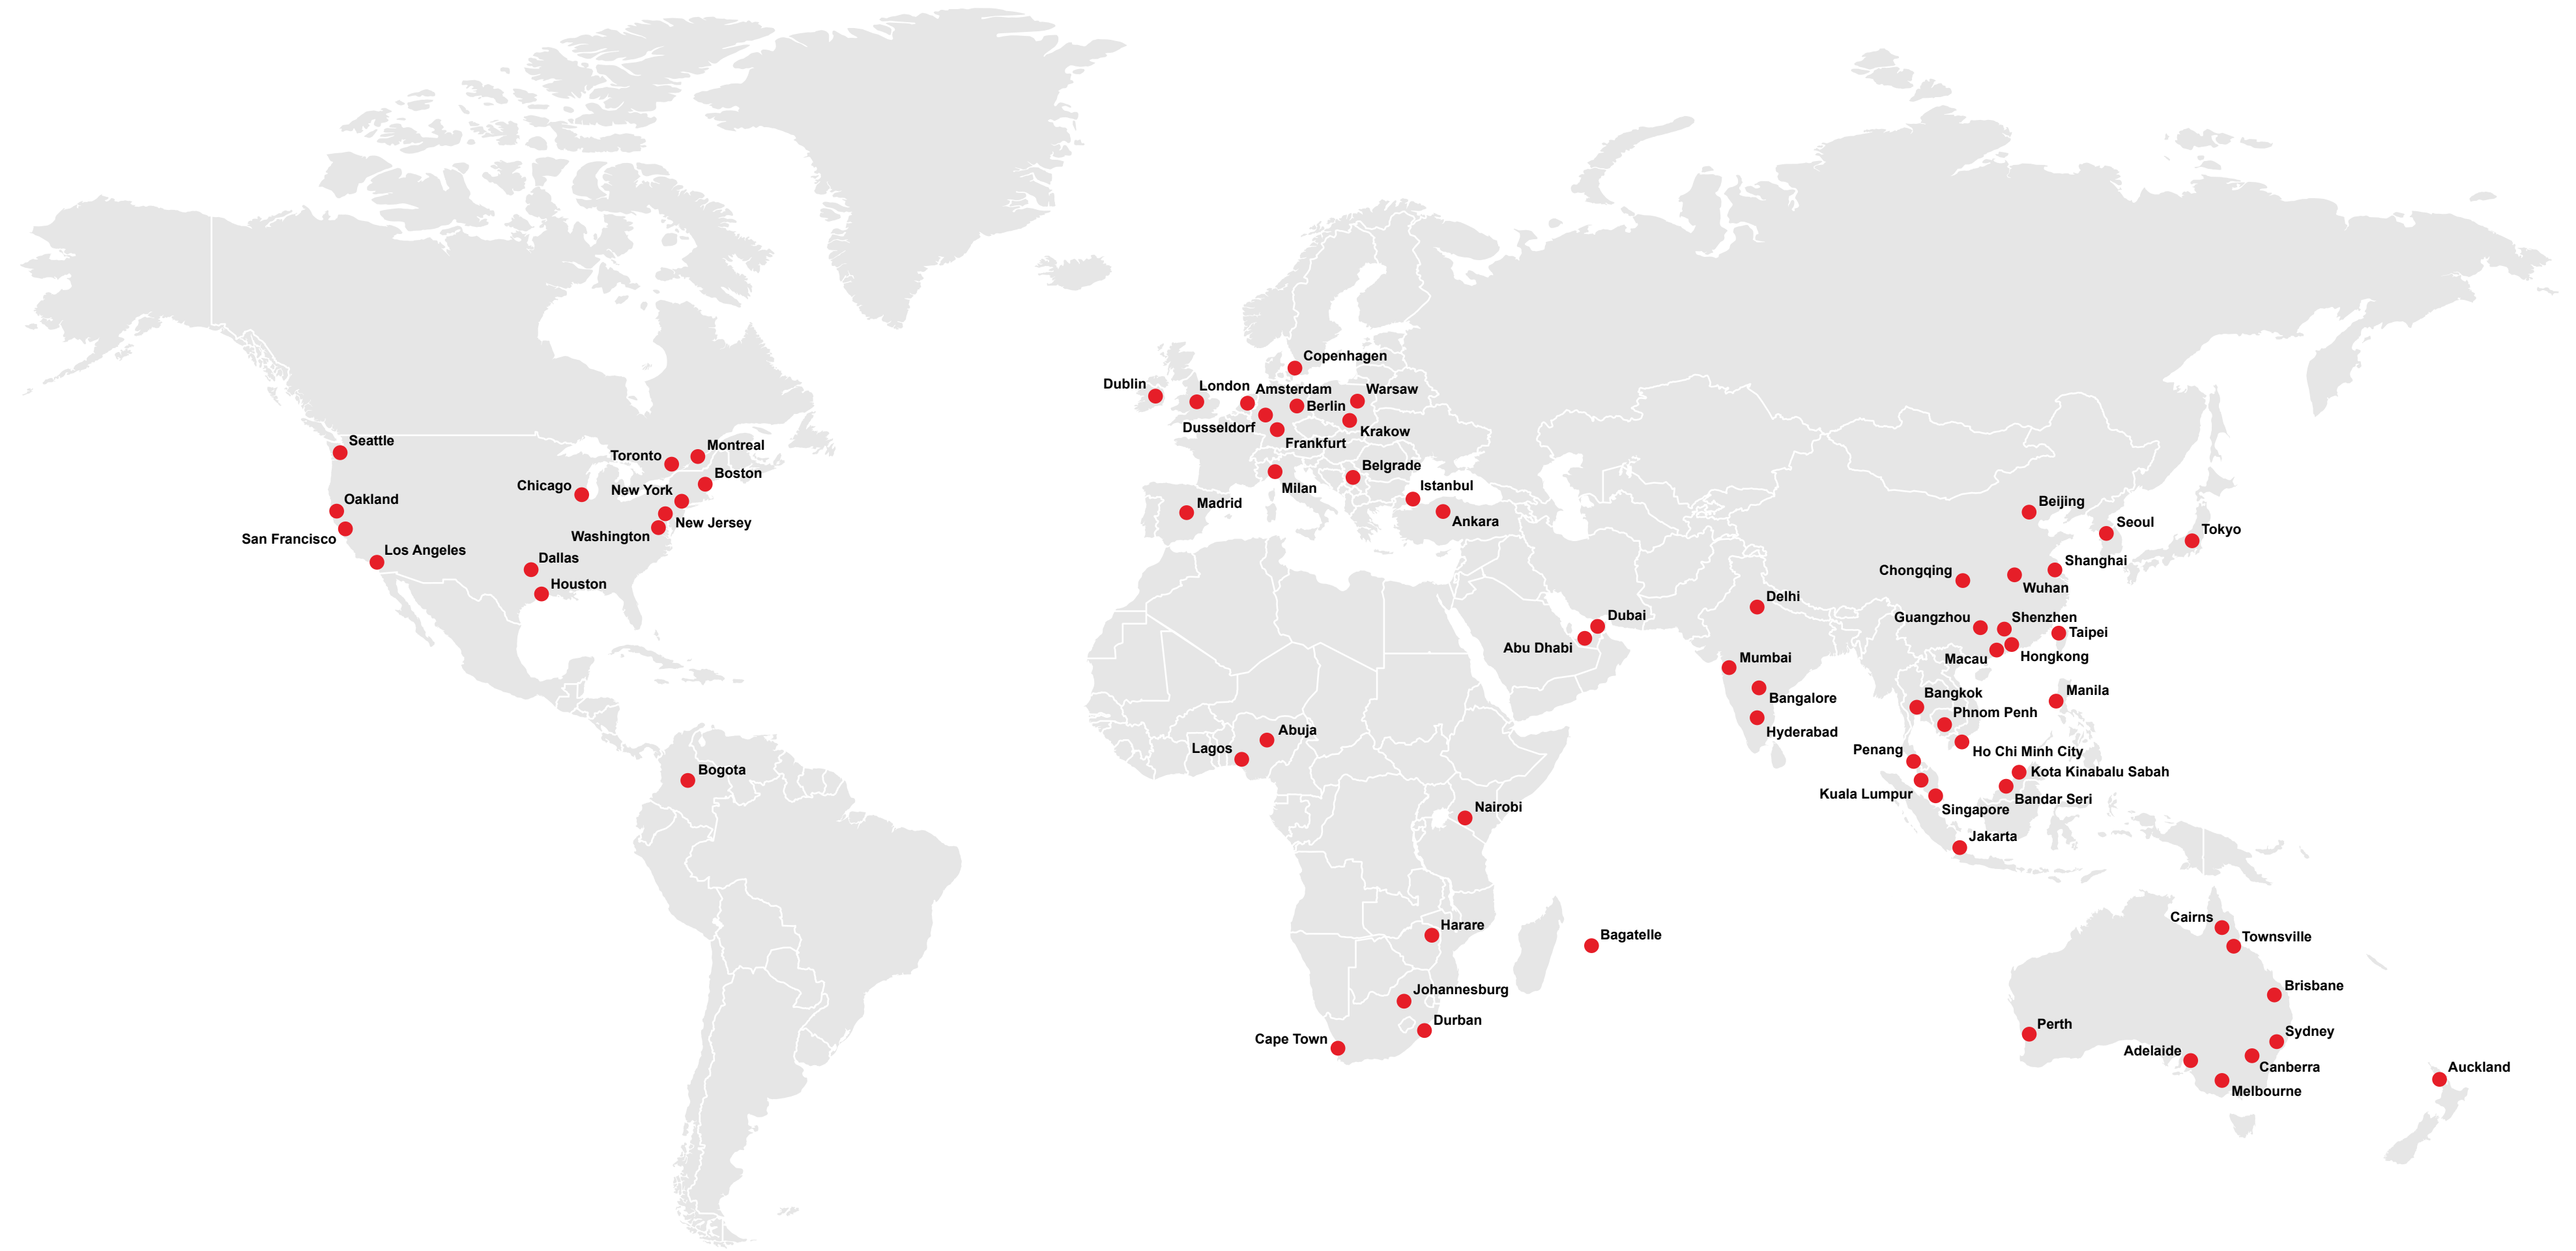 Seattle
Oakland
San Francisco
Los Angeles
Chicago
Dallas
Houston
Toronto
Montreal
Boston
New York
New Jersey
Washington
Bogota
Dublin
London
Copenhagen
Amsterdam
Berlin
Warsaw
Dusseldorf
Frankfurt
Krakow
Milan
Belgrade
Madrid
Istanbul
Ankara
Lagos
Abuja
Nairobi
Harare
Bagatelle
Johannesburg
Durban
Cape Town
Dubai
Abu Dhabi
Delhi
Mumbai
Bangalore
Hyderabad
Beijing
Seoul
Tokyo
Shanghai
Chongqing
Wuhan
Guangzhou
Shenzhen
Taipei
Macau
Hongkong
Manila
Bangkok
Phnom Penh
Ho Chi Minh City
Penang
Kota Kinabalu Sabah
Kuala Lumpur
Bandar Seri
Singapore
Jakarta
Cairns
Townsville
Brisbane
Perth
Sydney
Adelaide
Canberra
Melbourne
Auckland